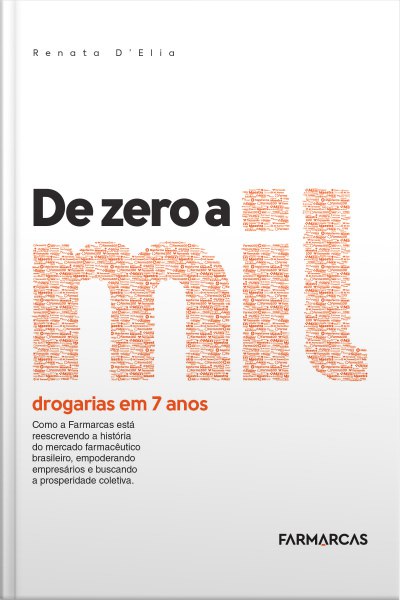 Renata D'Elia
De zero a
mil
drogarias em 7 anos
Como a Farmarcas está
reescrevendo a história
do mercado farmacêutico
brasileiro, empoderando
empresários e buscando
a prosperidade coletiva.
FARMARCAS